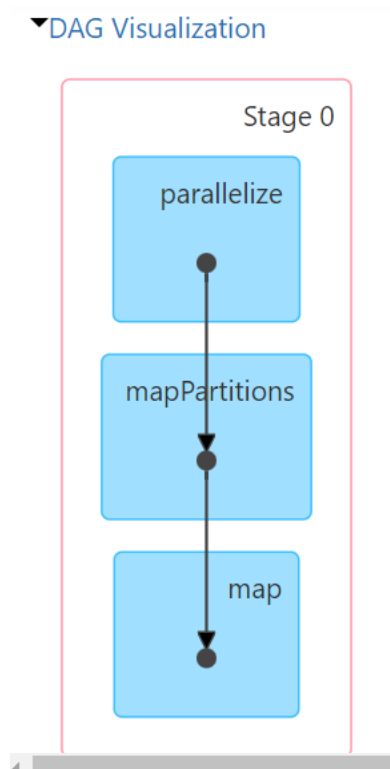 DAG Visualization
Stage 0
parallelize
mapPartitions
map